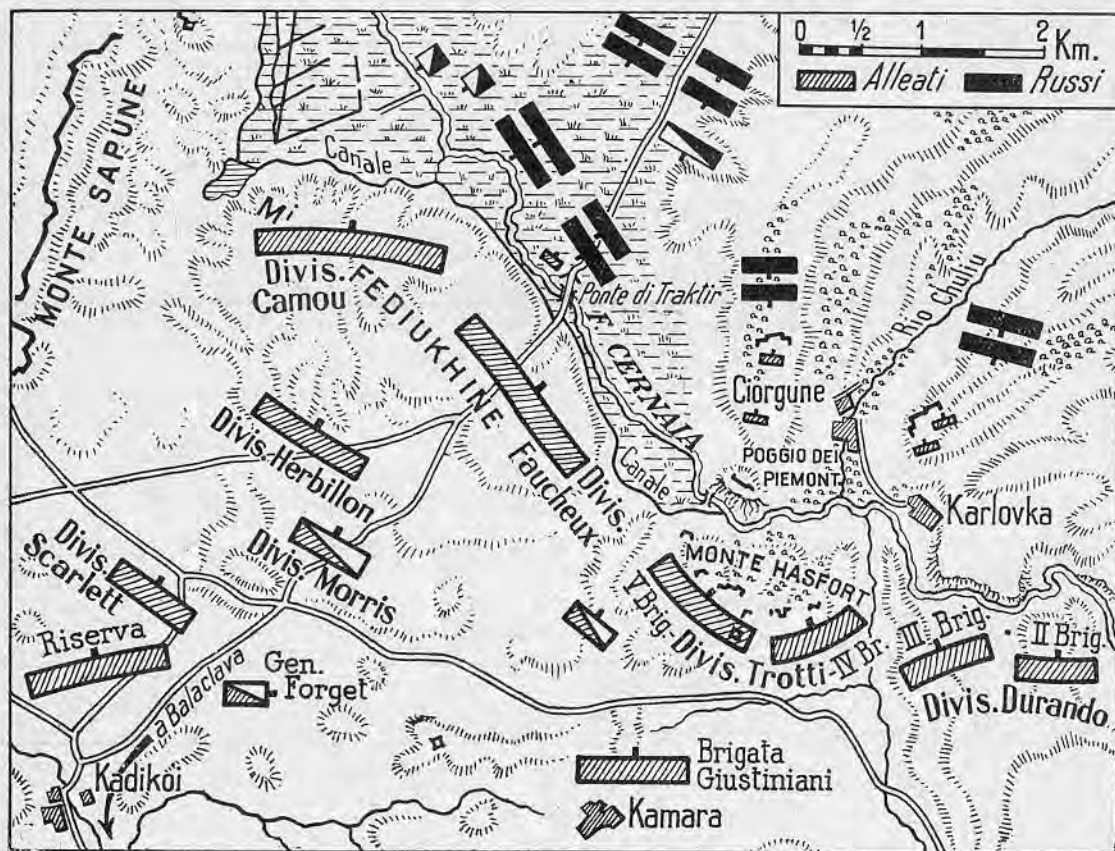 0 ½ 1 2 Km.
Alleati Russi
MONTE SAPUNE
Canale
Mⁱ FEDIUKHINE
Divis.
Camou
Ponte di Traktir
F. CERNAIA
Rio Chiuliu
Ciorgune
POGGIO DEI
PIEMONT.
Karlovka
Divis. Herbillon
Divis.
Faucheux
Canale
Divis. Morris
Divis.
Scarlett
Riserva
MONTE HASFORT
V Brig.-Divis. Trotti-IV Br.
B.
III Brig.
II Brig.
Divis. Durando
Gen.
Forget
a Balaclava
Kadikoi
Brigata
Giustiniani
Kamara